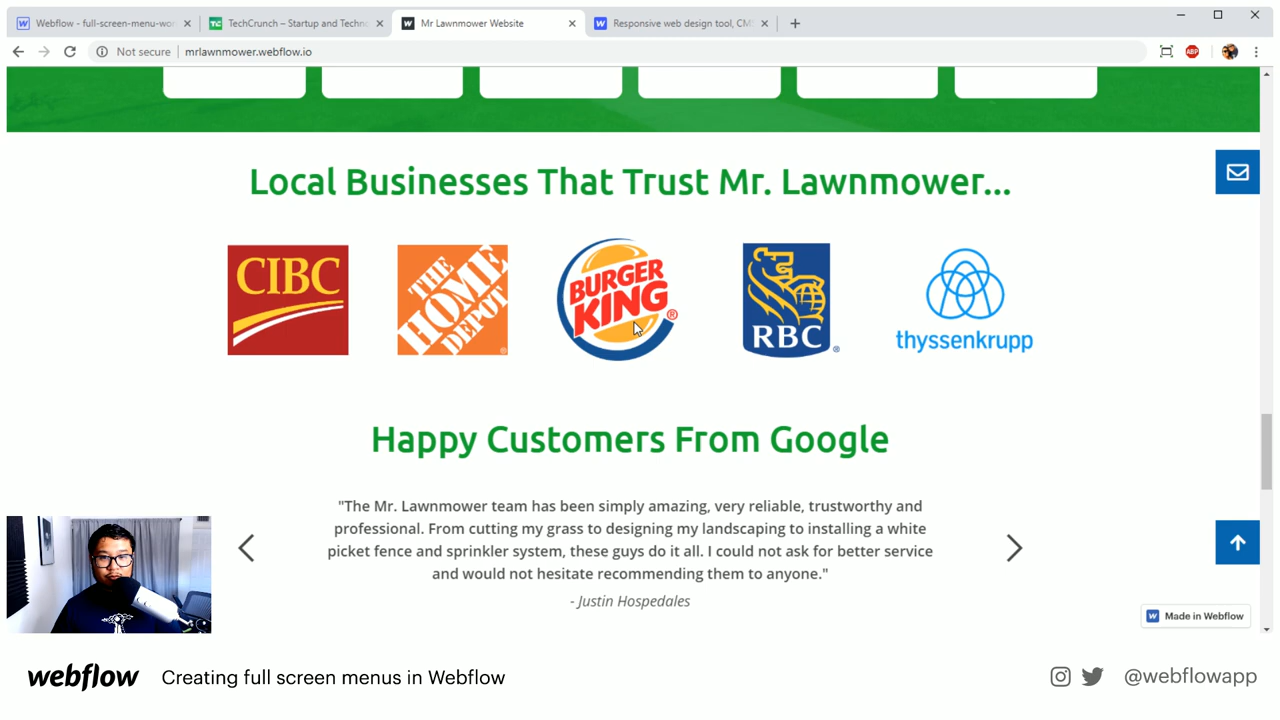 Webflow - full-screen-menu-wor
TechCrunch – Startup and Techno
Mr Lawnmower Website
Responsive web design tool, CM
Not secure
mrlawnmower.webflow.io
ABP
Local Businesses That Trust Mr. Lawnmower...
CIBC
THE
HOME
DEPOT
BURGER
KING
RBC
thyssenkrupp
Happy Customers From Google
"The Mr. Lawnmower team has been simply amazing, very reliable, trustworthy and
professional. From cutting my grass to designing my landscaping to installing a white
picket fence and sprinkler system, these guys do it all. I could not ask for better service
and would not hesitate recommending them to anyone."
- Justin Hospedales
Made in Webflow
webflow
Creating full screen menus in Webflow
@webflowapp